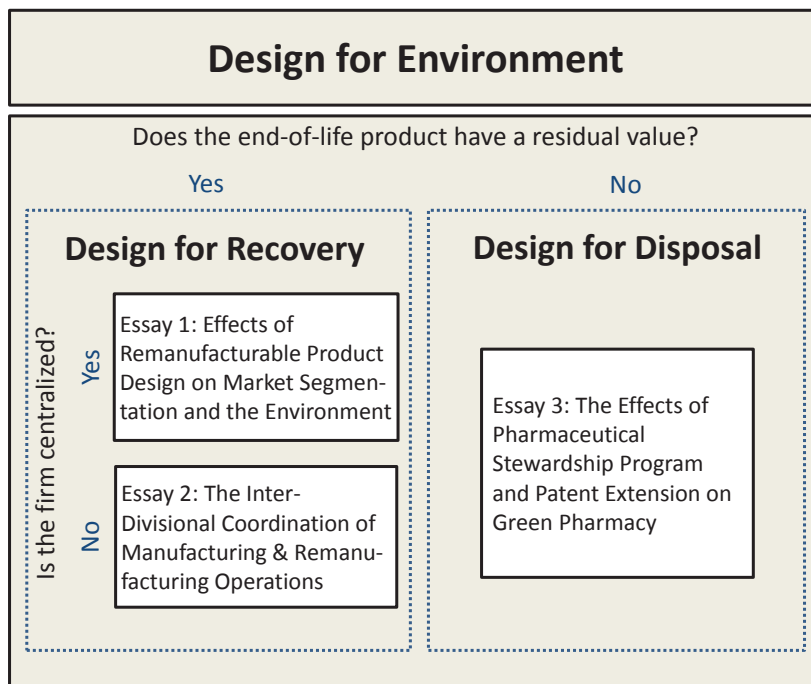 Design for Environment
Does the end-of-life product have a residual value?
Yes
No
Design for Recovery
Design for Disposal
Is the firm centralized?
Yes
Essay 1: Effects of
Remanufacturable Product
Design on Market Segmen-
tation and the Environment
No
Essay 2: The Inter-
Divisional Coordination of
Manufacturing & Remanu-
facturing Operations
Essay 3: The Effects of
Pharmaceutical
Stewardship Program
and Patent Extension on
Green Pharmacy